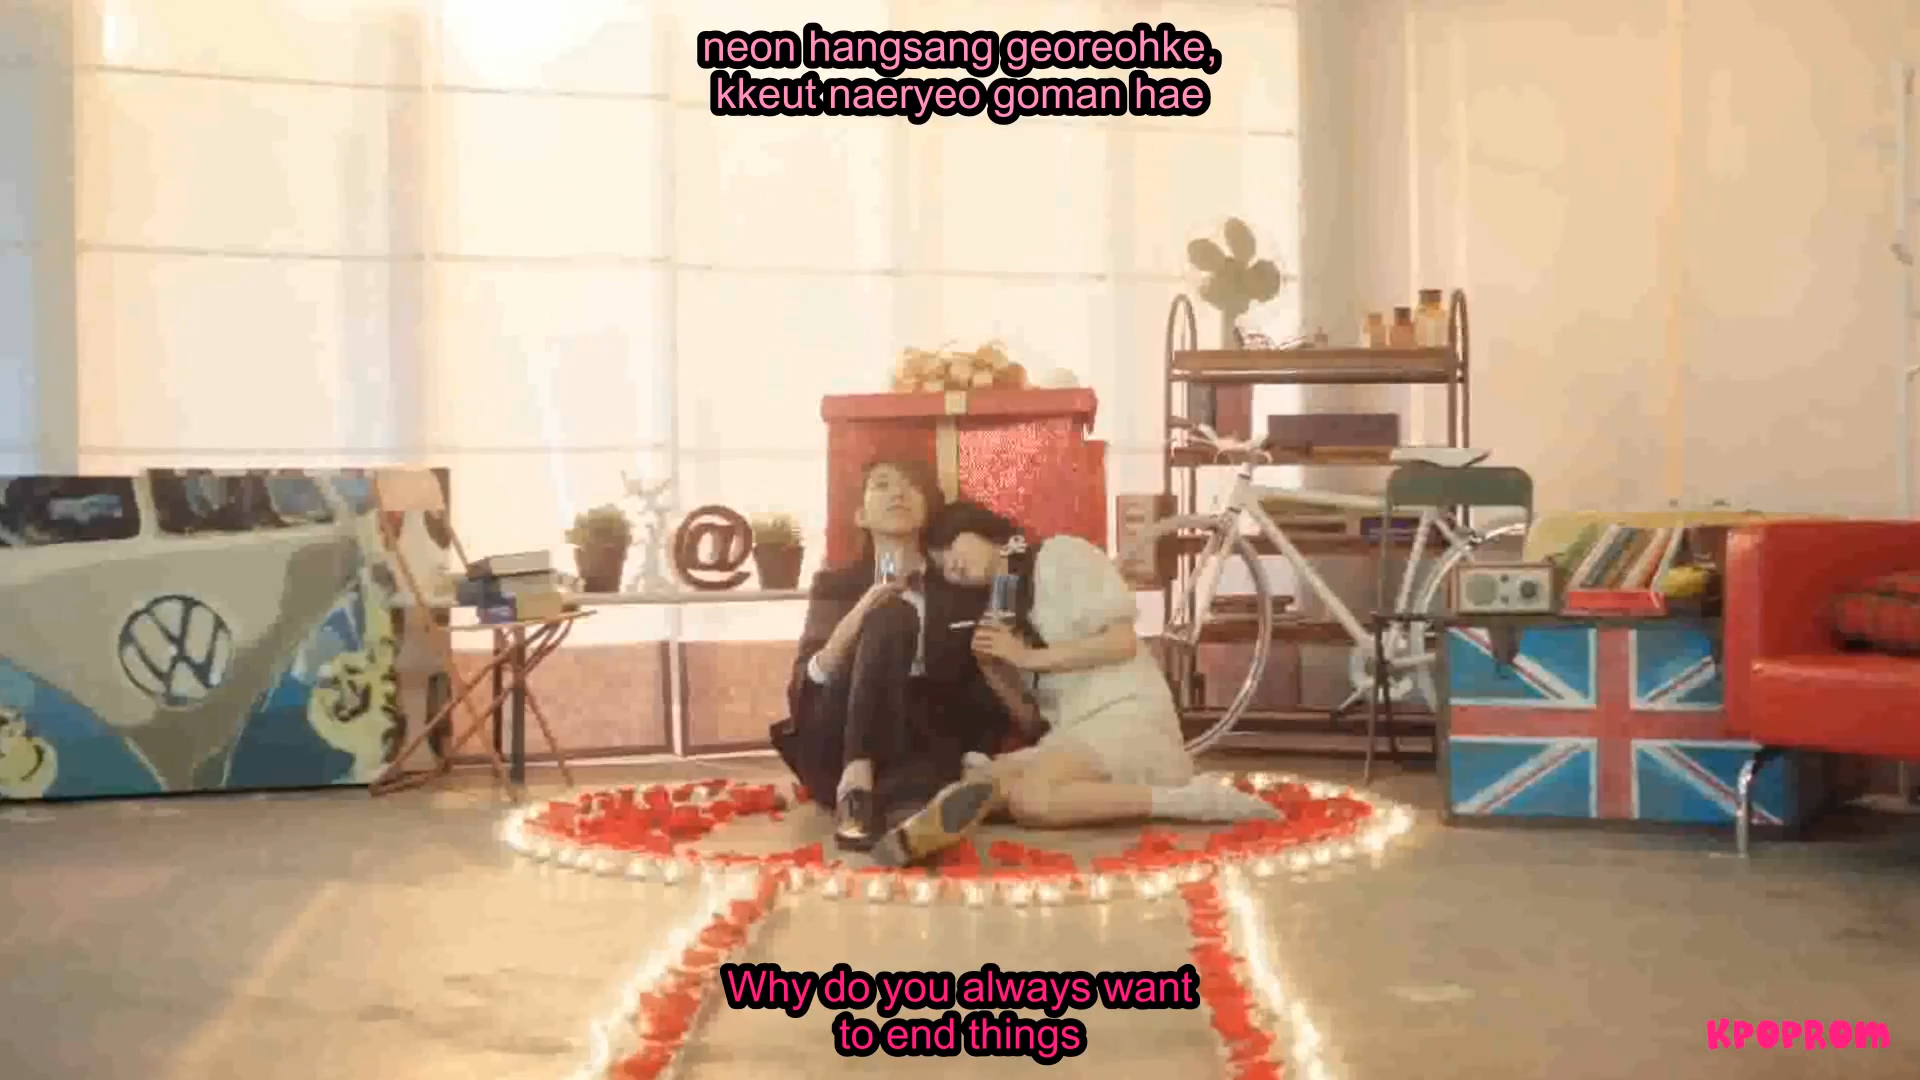 neon hangsang georeohke,
kkeut naeryeo goman hae
@
Why do you always want
to end things
KPOPROM